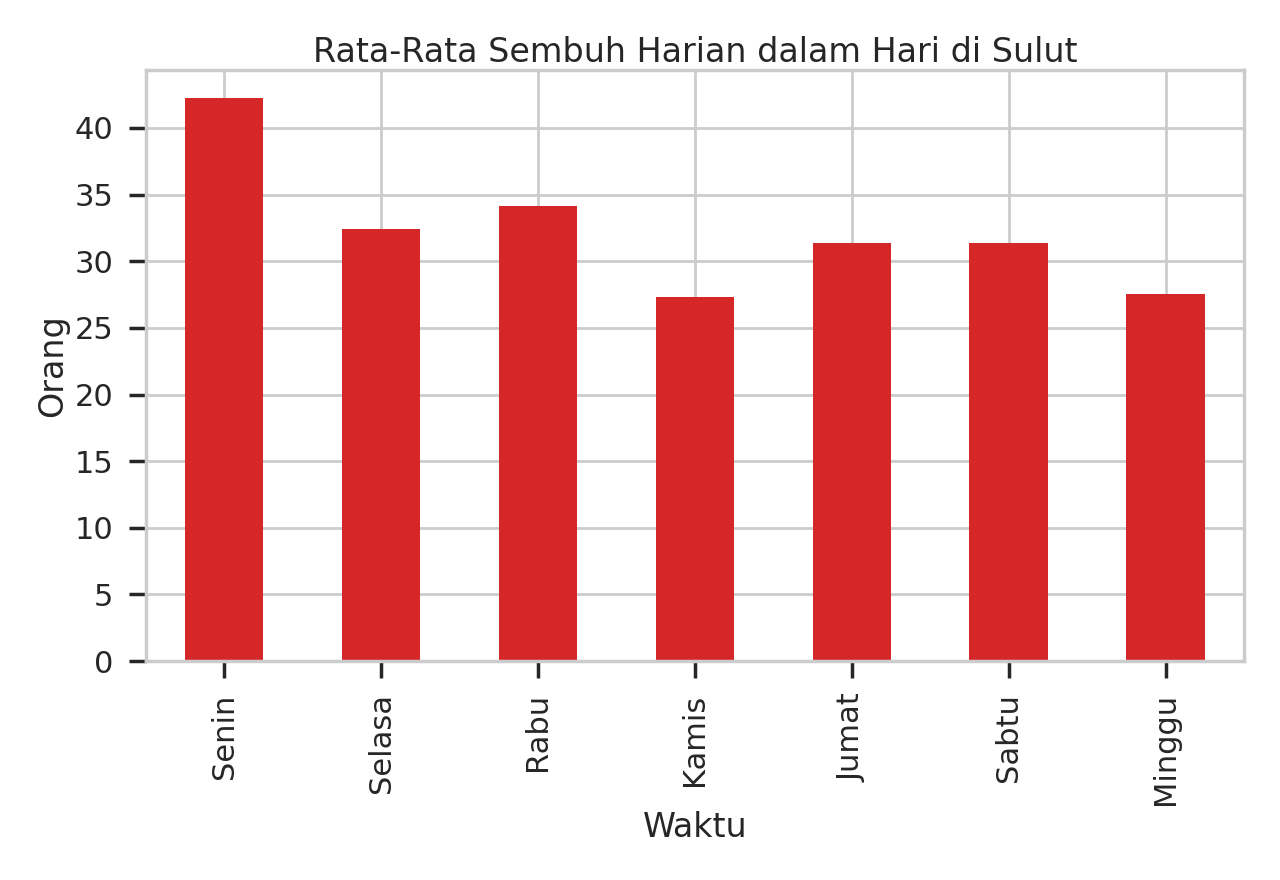 Rata-Rata Sembuh Harian dalam Hari di Sulut
Orang
40
35
30
25
20
15
10
5
0
Senin
Selasa
Rabu
Kamis
Jumat
Sabtu
Minggu
Waktu